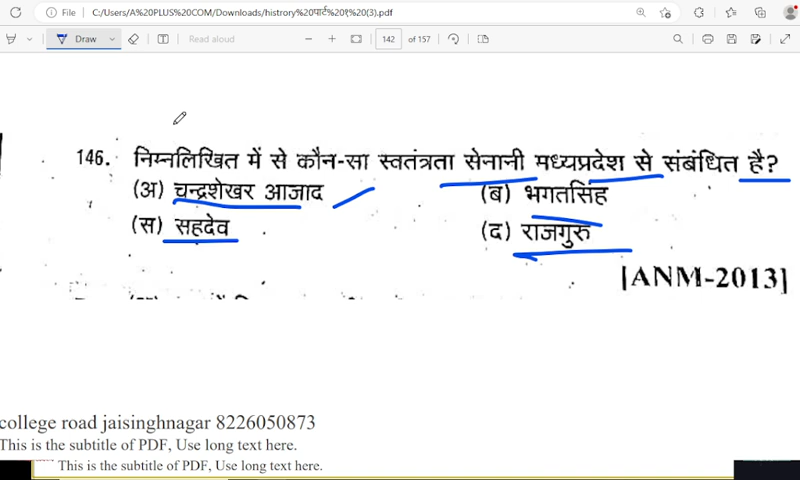 File
C:/Users/A%20PLUS%20COM/Downloads/histrory%20पार्ट%20१%20(3).pdf
Draw
Read aloud
142
of 157
146. निम्नलिखित में से कौन-सा स्वतंत्रता सेनानी मध्यप्रदेश से संबंधित है?
(अ) चन्द्रशेखर आजाद (ब) भगतसिंह
(स) सहदेव (द) राजगुरु
[ANM-2013]
college road jaisinghnagar 8226050873
This is the subtitle of PDF, Use long text here.
This is the subtitle of PDF, Use long text here.